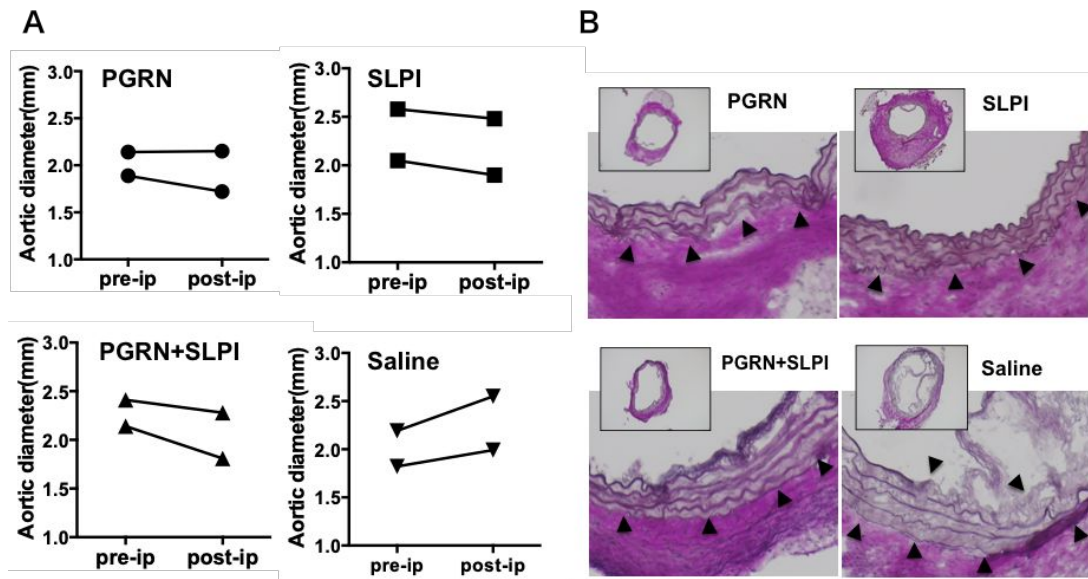 A
PGRN
Aortic diameter(mm)
3.0
2.5
2.0
1.5
1.0
pre-ip post-ip
SLPI
Aortic diameter(mm)
3.0
2.5
2.0
1.5
1.0
pre-ip post-ip
PGRN+SLPI
Aortic diameter(mm)
3.0
2.5
2.0
1.5
1.0
pre-ip post-ip
Saline
Aortic diameter(mm)
3.0
2.5
2.0
1.5
1.0
pre-ip post-ip
B
PGRN
SLPI
PGRN+SLPI
Saline